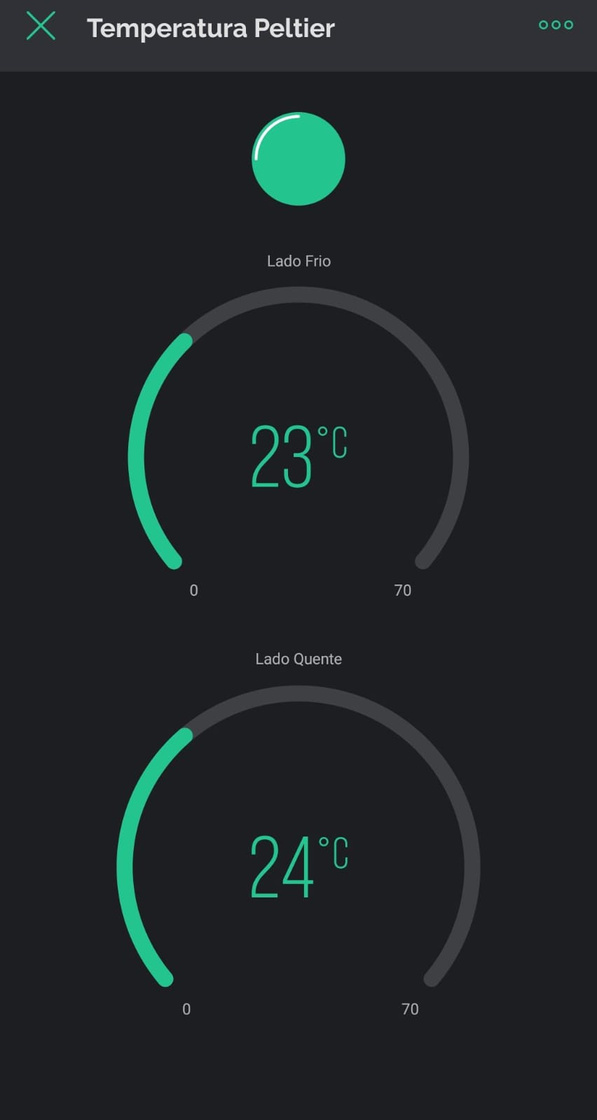 Temperatura Peltier
Lado Frio
23°C
0
70
Lado Quente
24°C
0
70